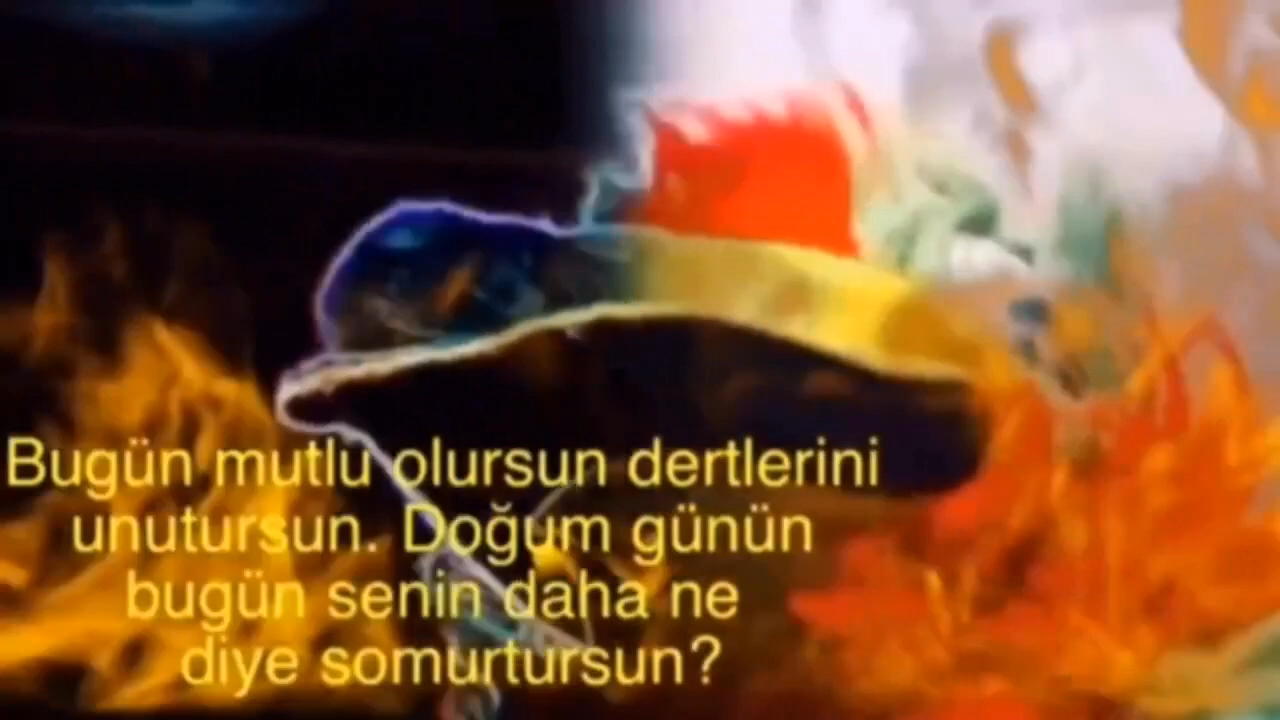 Bugün mutlu olursun dertlerini
unutursun. Doğum günün
bugün senin daha ne
diye somurtursun?